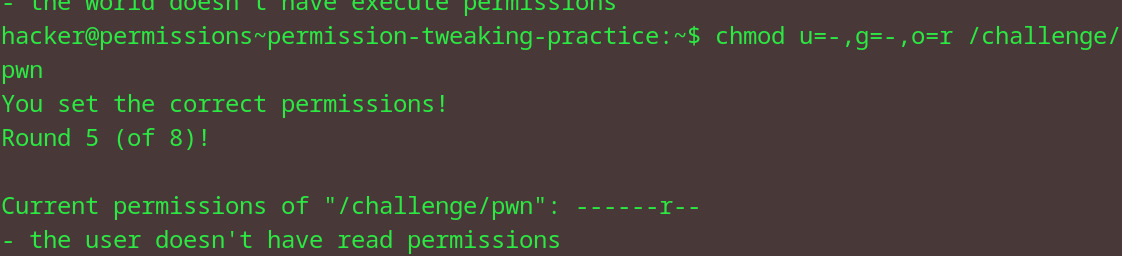 - the world doesn't have execute permissions
hacker@permissions~permission-tweaking-practice:~$ chmod u=-,g=-,o=r /challenge/
pwn
You set the correct permissions!
Round 5 (of 8)!
Current permissions of "/challenge/pwn": ------r--
- the user doesn't have read permissions